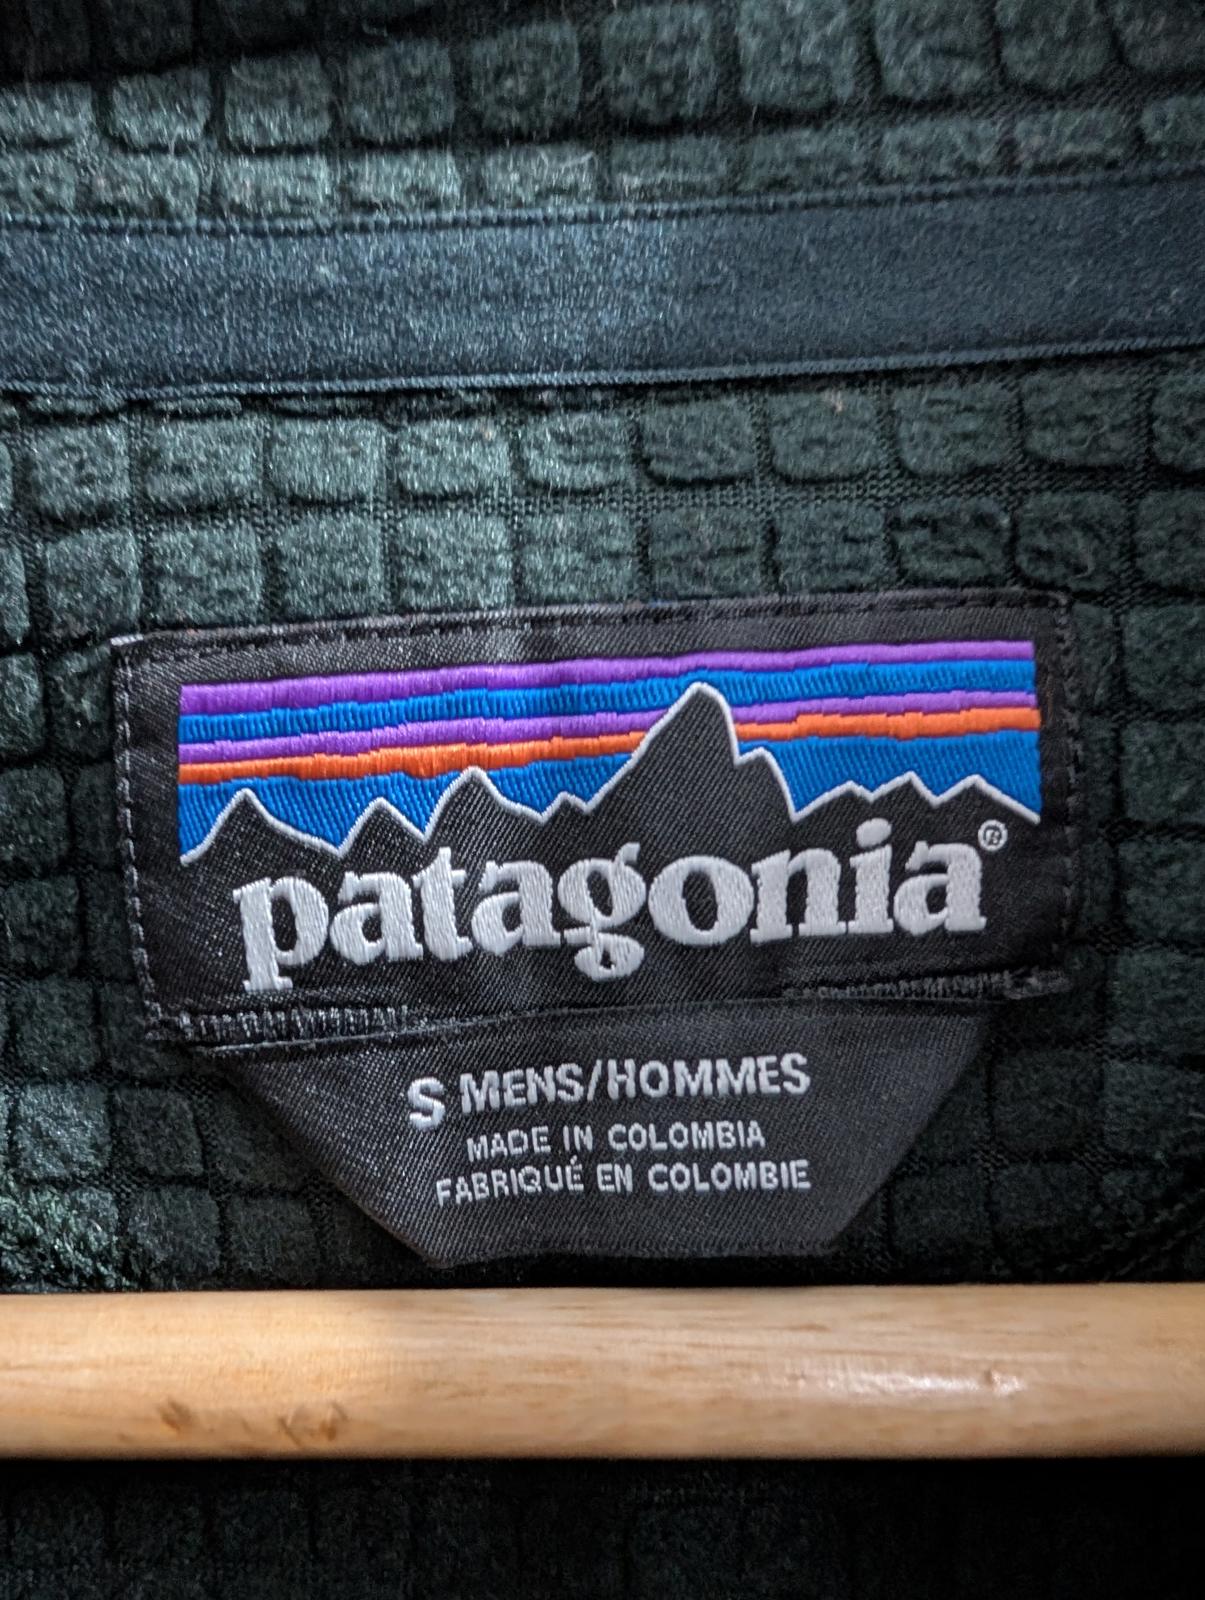 patagonia®
S MENS/HOMMES
MADE IN COLOMBIA
FABRIQUÉ EN COLOMBIE